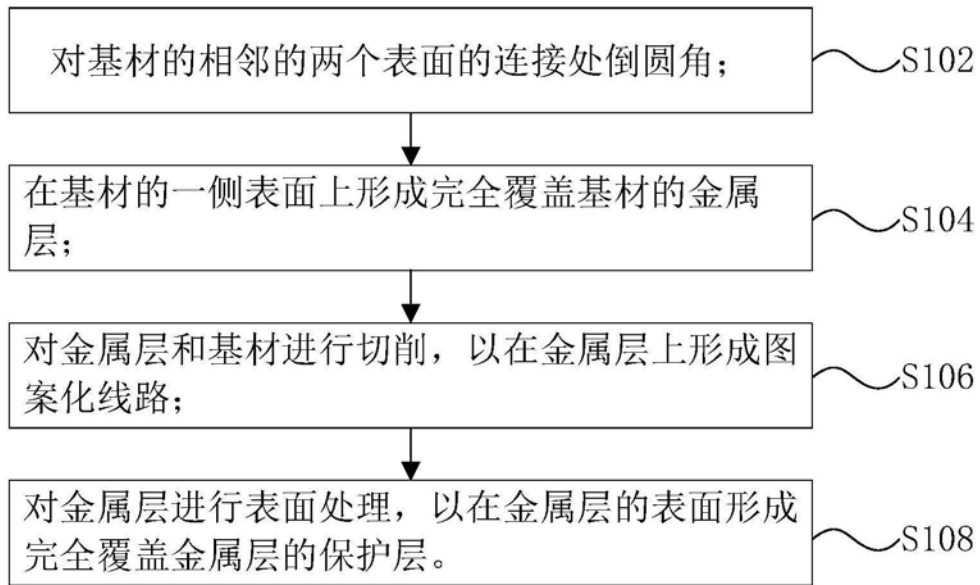 对基材的相邻的两个表面的连接处倒圆角；
S102
在基材的一侧表面上形成完全覆盖基材的金属
层；
S104
对金属层和基材进行切削，以在金属层上形成图
案化线路；
S106
对金属层进行表面处理，以在金属层的表面形成
完全覆盖金属层的保护层。
S108